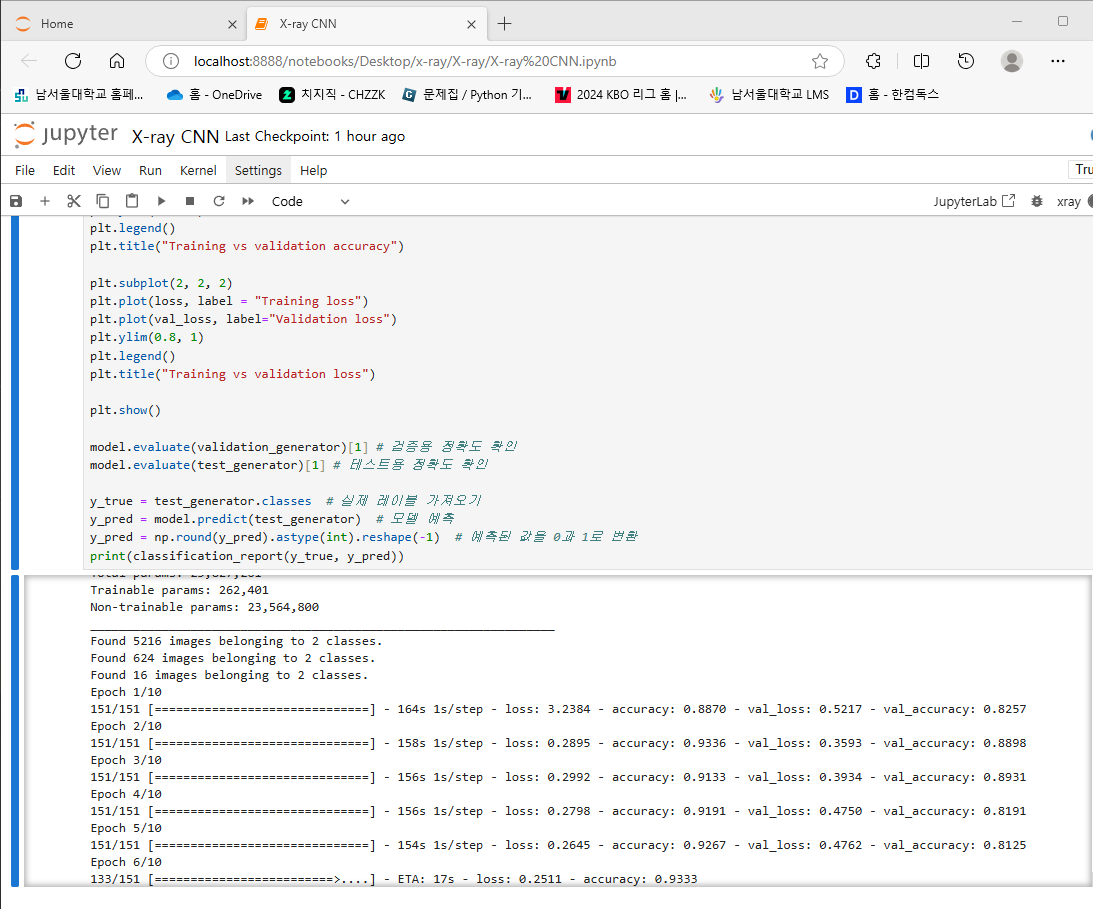 Home
X-ray CNN
localhost:8888/notebooks/Desktop/x-ray/X-ray/X-ray%20CNN.ipynb
남서울대학교 홈페...
홈 - OneDrive
치지직 - CHZZK
문제집 / Python 기...
2024 KBO 리그 홈 |...
남서울대학교 LMS
D 홈 - 한컴독스
jupyter X-ray CNN Last Checkpoint: 1 hour ago
File Edit View Run Kernel Settings Help
Tru
Code
JupyterLab
xray
plt.legend()
plt.title("Training vs validation accuracy")
plt.subplot(2, 2, 2)
plt.plot(loss, label = "Training loss")
plt.plot(val_loss, label="Validation loss")
plt.ylim(0.8, 1)
plt.legend()
plt.title("Training vs validation loss")
plt.show()
model.evaluate(validation_generator)[1] # 검증용 정확도 확인
model.evaluate(test_generator)[1] # 테스트용 정확도 확인
y_true = test_generator.classes  # 실제 레이블 가져오기
y_pred = model.predict(test_generator)  # 모델 예측
y_pred = np.round(y_pred).astype(int).reshape(-1)  # 예측된 값을 0과 1로 변환
print(classification_report(y_true, y_pred))
Total params: 23,827,201
Trainable params: 262,401
Non-trainable params: 23,564,800
Found 5216 images belonging to 2 classes.
Found 624 images belonging to 2 classes.
Found 16 images belonging to 2 classes.
Epoch 1/10
151/151 [==============================] - 164s 1s/step - loss: 3.2384 - accuracy: 0.8870 - val_loss: 0.5217 - val_accuracy: 0.8257
Epoch 2/10
151/151 [==============================] - 158s 1s/step - loss: 0.2895 - accuracy: 0.9336 - val_loss: 0.3593 - val_accuracy: 0.8898
Epoch 3/10
151/151 [==============================] - 156s 1s/step - loss: 0.2992 - accuracy: 0.9133 - val_loss: 0.3934 - val_accuracy: 0.8931
Epoch 4/10
151/151 [==============================] - 156s 1s/step - loss: 0.2798 - accuracy: 0.9191 - val_loss: 0.4750 - val_accuracy: 0.8191
Epoch 5/10
151/151 [==============================] - 154s 1s/step - loss: 0.2645 - accuracy: 0.9267 - val_loss: 0.4762 - val_accuracy: 0.8125
Epoch 6/10
133/151 [=========================>....] - ETA: 17s - loss: 0.2511 - accuracy: 0.9333